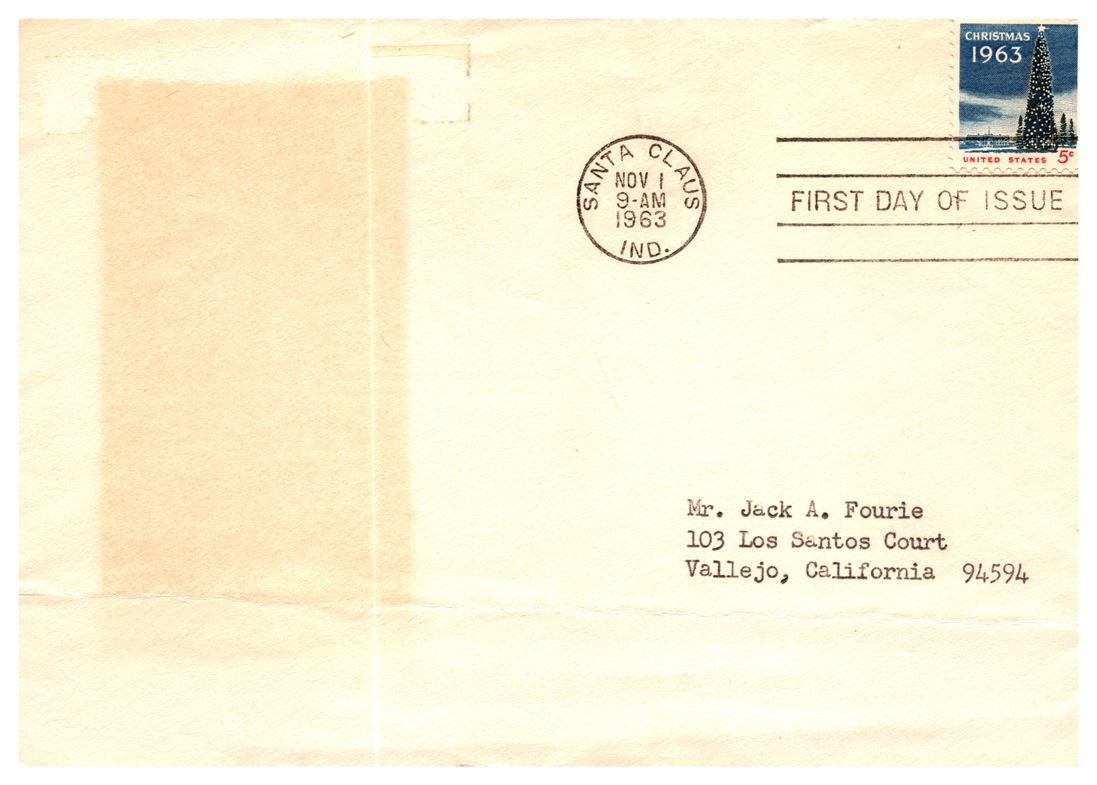 CHRISTMAS
1963
UNITED STATES 5c
SANTA CLAUS
NOV 1
9-AM
1963
IND.
FIRST DAY OF ISSUE
Mr. Jack A. Fourie
103 Los Santos Court
Vallejo, California 94594